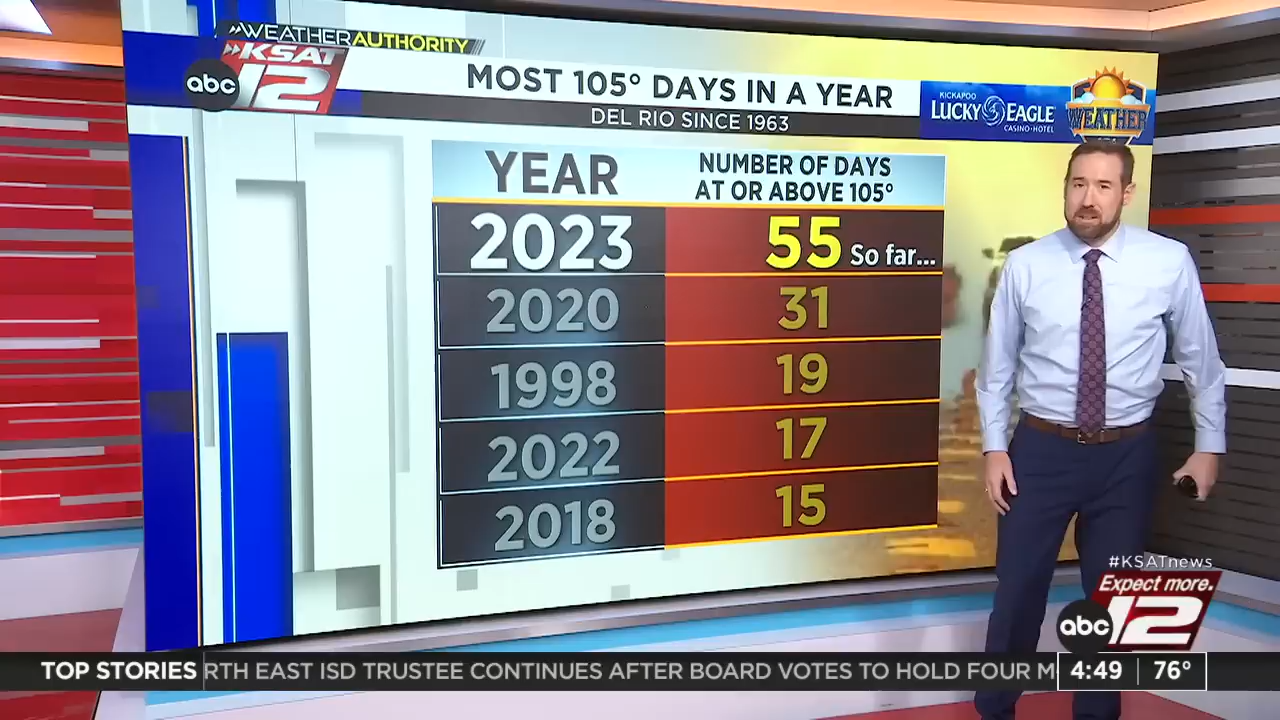 »WEATHERAUTHORITY
»KSAT
abc 12
MOST 105° DAYS IN A YEAR
DEL RIO SINCE 1963
KICKAPOO
LUCKY EAGLE
CASINO·HOTEL
WEATHER
YEAR
NUMBER OF DAYS
AT OR ABOVE 105°
2023 55 So far...
2020 31
1998 19
2022 17
2018 15
#KSATnews
Expect more.
abc 12
TOP STORIES RTH EAST ISD TRUSTEE CONTINUES AFTER BOARD VOTES TO HOLD FOUR M 4:49 76°